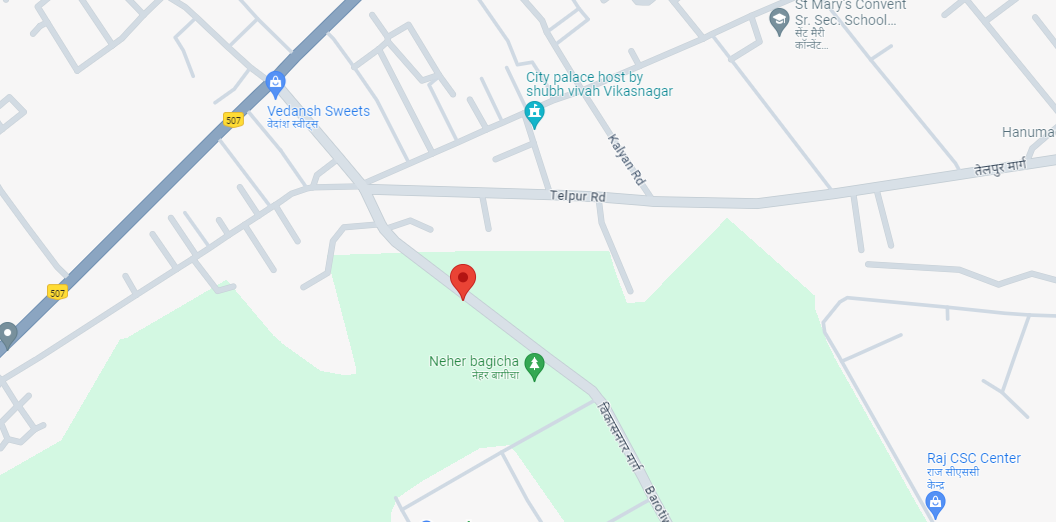 St Mary's Convent
Sr. Sec. School...
सेंट मैरी
कॉन्वेंट...
City palace host by
shubh vivah Vikasnagar
Vedansh Sweets
वेदांश स्वीट्स
507
Hanuma
Kalyan Rd
तेलपुर मार्ग
Telpur Rd
507
Neher bagicha
नेहर बागीचा
विकासनगर मार्ग
Raj CSC Center
राज सीएससी
केन्द्र